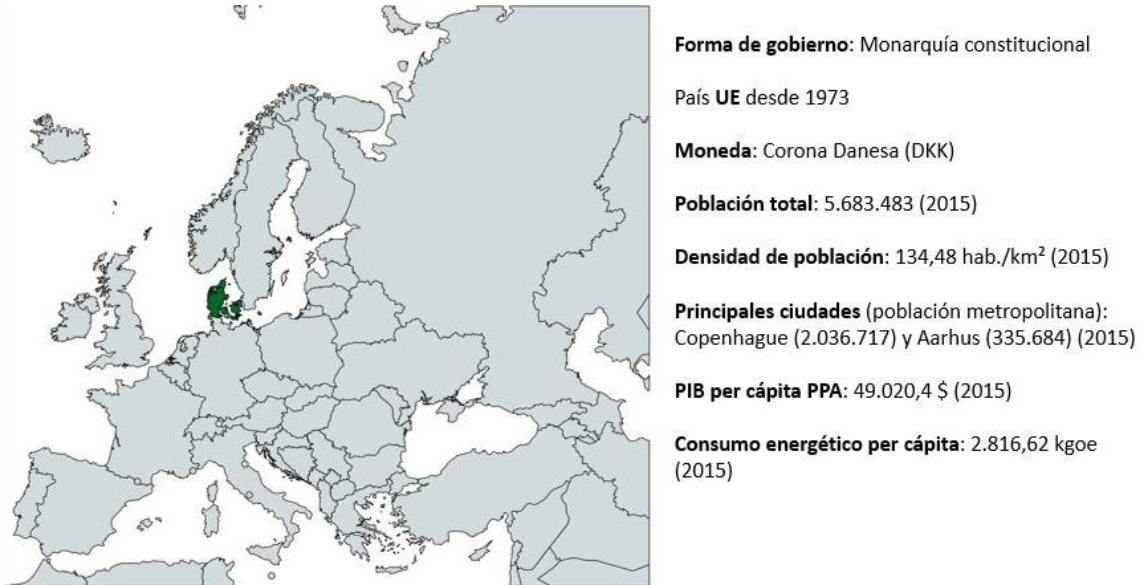 Forma de gobierno: Monarquía constitucional
País UE desde 1973
Moneda: Corona Danesa (DKK)
Población total: 5.683.483 (2015)
Densidad de población: 134,48 hab./km² (2015)
Principales ciudades (población metropolitana):
Copenhague (2.036.717) y Aarhus (335.684) (2015)
PIB per cápita PPA: 49.020,4 $ (2015)
Consumo energético per cápita: 2.816,62 kgoe
(2015)